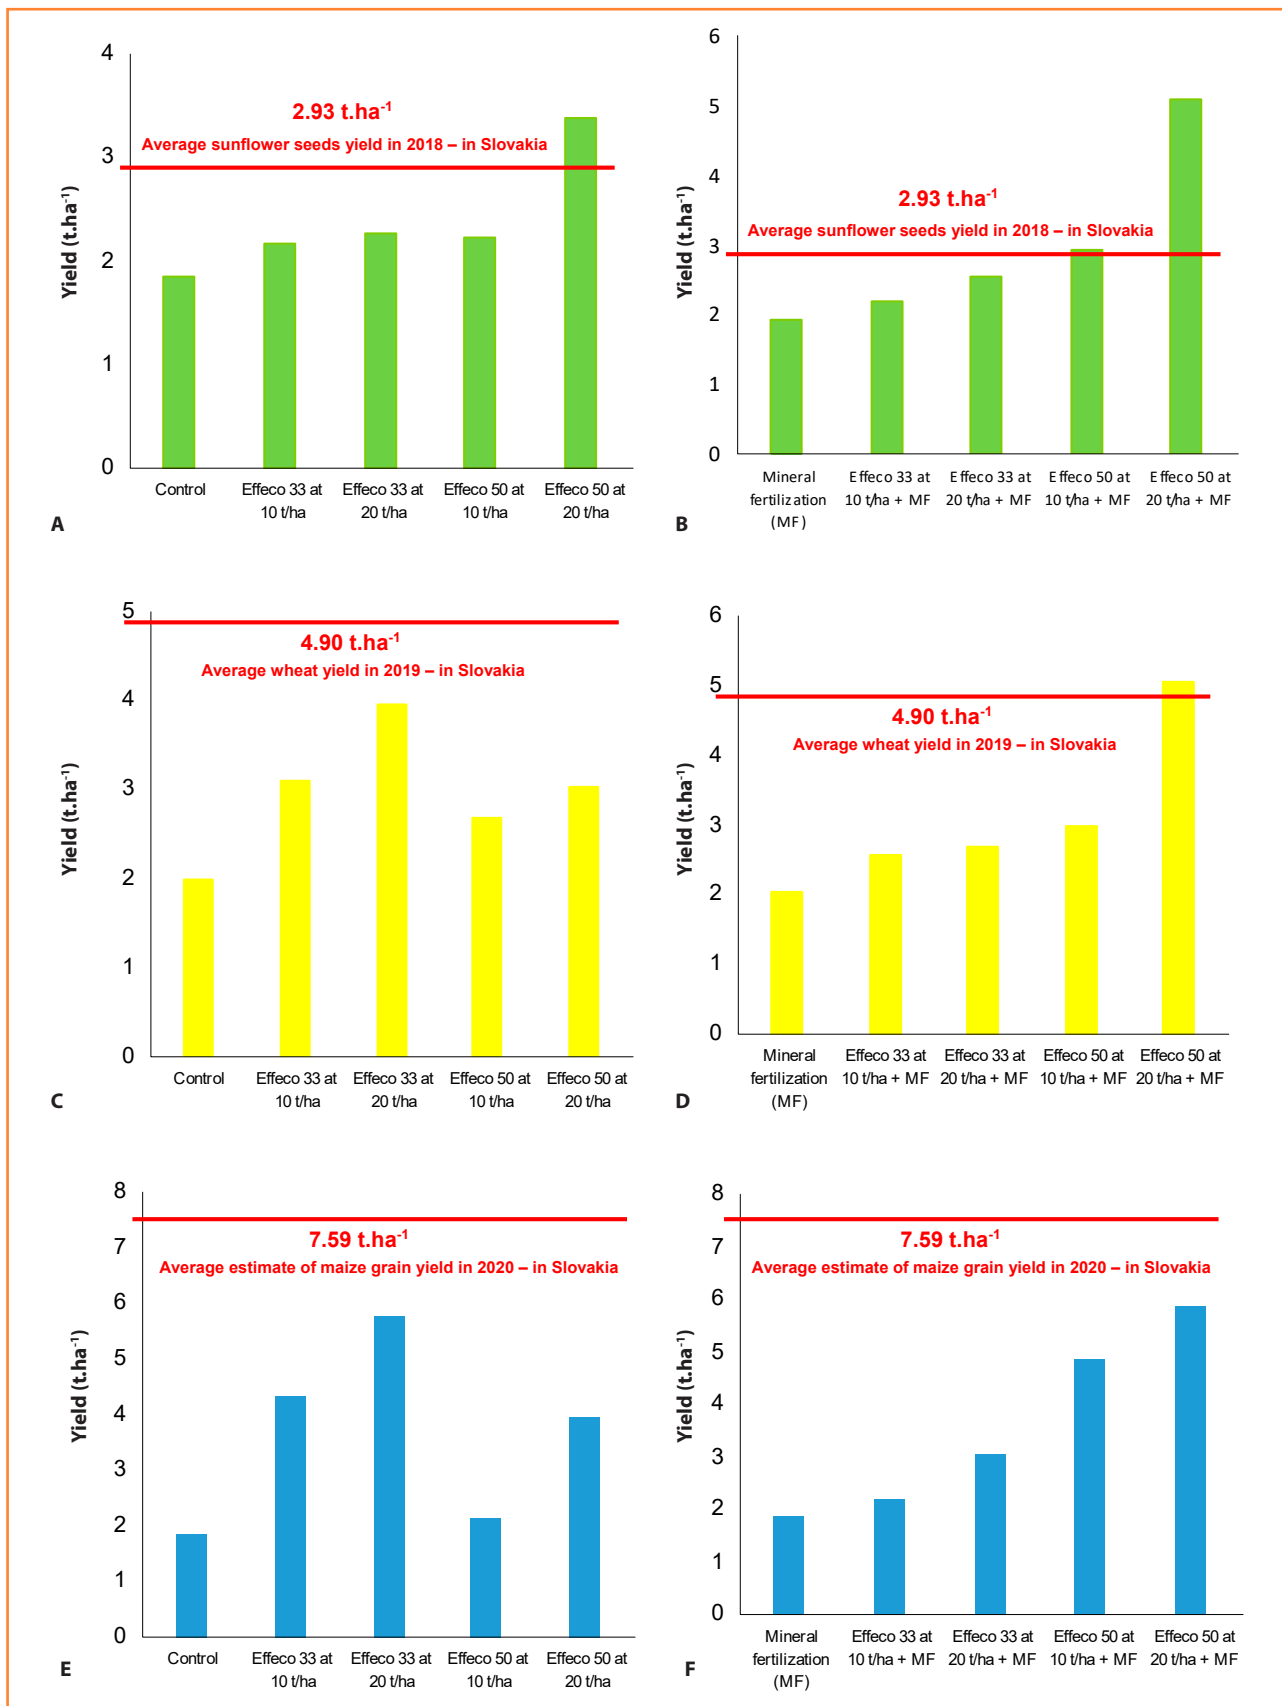 4
3
2
1
0
Yield (t.ha-1)
2.93 t.ha-1
Average sunflower seeds yield in 2018 – in Slovakia
Control
Effeco 33 at
10 t/ha
Effeco 33 at
20 t/ha
Effeco 50 at
10 t/ha
Effeco 50 at
20 t/ha
A
6
5
4
3
2
1
0
Yield (t.ha-1)
2.93 t.ha-1
Average sunflower seeds yield in 2018 – in Slovakia
Mineral
fertilization
(MF)
Effeco 33 at
10 t/ha + MF
Effeco 33 at
20 t/ha + MF
Effeco 50 at
10 t/ha + MF
Effeco 50 at
20 t/ha + MF
B
5
4
3
2
1
0
Yield (t.ha-1)
4.90 t.ha-1
Average wheat yield in 2019 – in Slovakia
Control
Effeco 33 at
10 t/ha
Effeco 33 at
20 t/ha
Effeco 50 at
10 t/ha
Effeco 50 at
20 t/ha
C
6
5
4
3
2
1
0
Yield (t.ha-1)
4.90 t.ha-1
Average wheat yield in 2019 – in Slovakia
Mineral
fertilization
(MF)
Effeco 33 at
10 t/ha + MF
Effeco 33 at
20 t/ha + MF
Effeco 50 at
10 t/ha + MF
Effeco 50 at
20 t/ha + MF
D
8
7
6
5
4
3
2
1
0
Yield (t.ha-1)
7.59 t.ha-1
Average estimate of maize grain yield in 2020 – in Slovakia
Control
Effeco 33 at
10 t/ha
Effeco 33 at
20 t/ha
Effeco 50 at
10 t/ha
Effeco 50 at
20 t/ha
E
8
7
6
5
4
3
2
1
0
Yield (t.ha-1)
7.59 t.ha-1
Average estimate of maize grain yield in 2020 – in Slovakia
Mineral
fertilization
(MF)
Effeco 33 at
10 t/ha + MF
Effeco 33 at
20 t/ha + MF
Effeco 50 at
10 t/ha + MF
Effeco 50 at
20 t/ha + MF
F